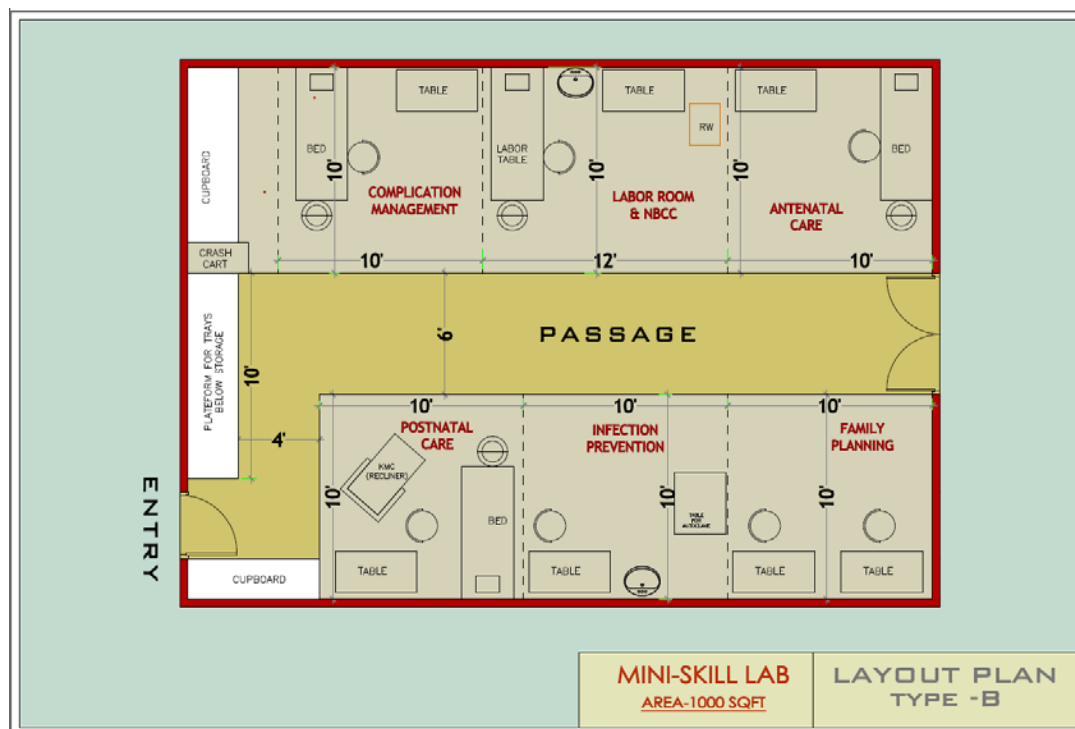 TABLE
TABLE
TABLE
BED
LABOR
TABLE
RW
BED
CUPBOARD
10'
10'
10'
COMPLICATION
MANAGEMENT
LABOR ROOM
& NBCC
ANTENATAL
CARE
CRASH
CART
10'
12'
10'
PLATEFORM FOR TRAYS
BELOW STORAGE
10'
6'
PASSAGE
4'
10'
10'
10'
POSTNATAL
CARE
INFECTION
PREVENTION
FAMILY
PLANNING
KMC
(RECLINER)
10'
10'
10'
BED
TABLE
FOR
AUTOCLAVE
ENTRY
CUPBOARD
TABLE
TABLE
TABLE
TABLE
MINI-SKILL LAB
AREA-1000 SQFT
LAYOUT PLAN
TYPE -B